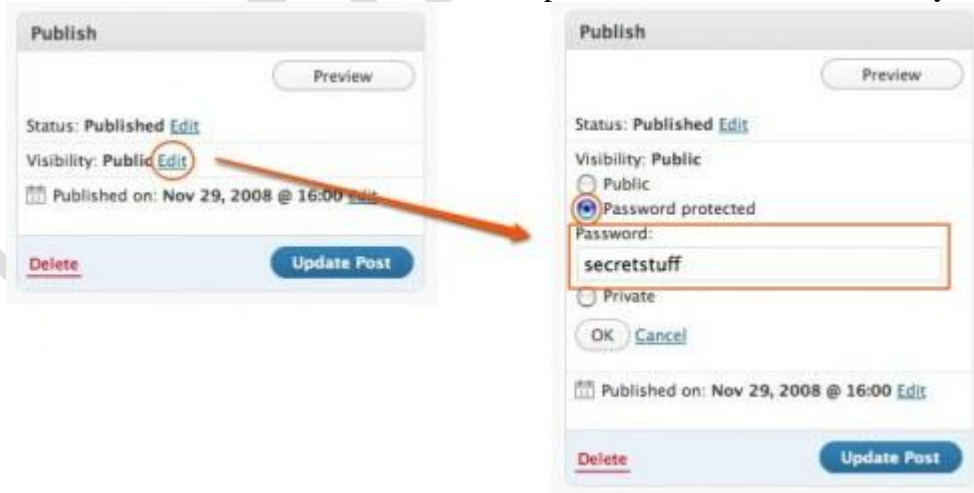 Publish
Preview
Status: Published Edit
Visibility: Public Edit
Published on: Nov 29, 2008 @ 16:00 Edit
Delete
Update Post
Publish
Preview
Status: Published Edit
Visibility: Public
Public
Password protected
Password:
secretstuff
Private
OK Cancel
Published on: Nov 29, 2008 @ 16:00 Edit
Delete
Update Post